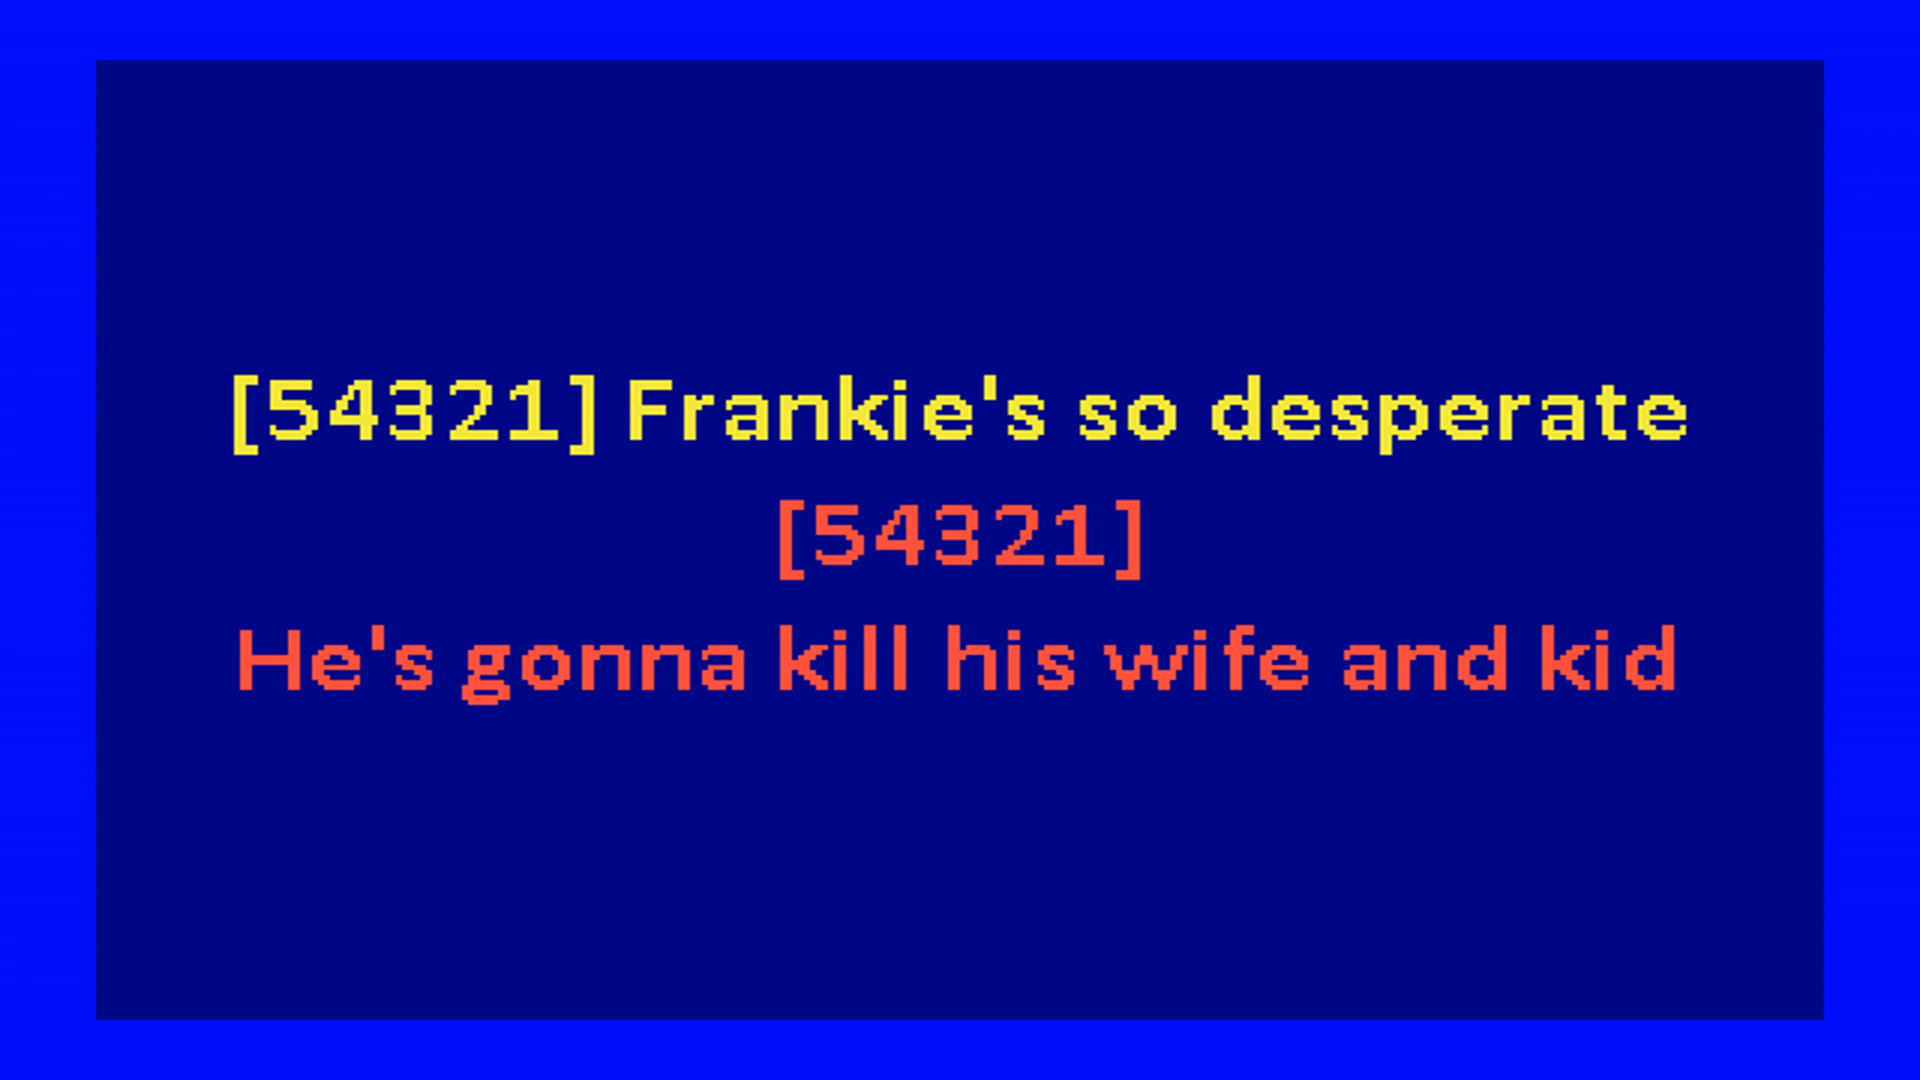 [54321] Frankie's so desperate
[54321]
He's gonna kill his wife and kid